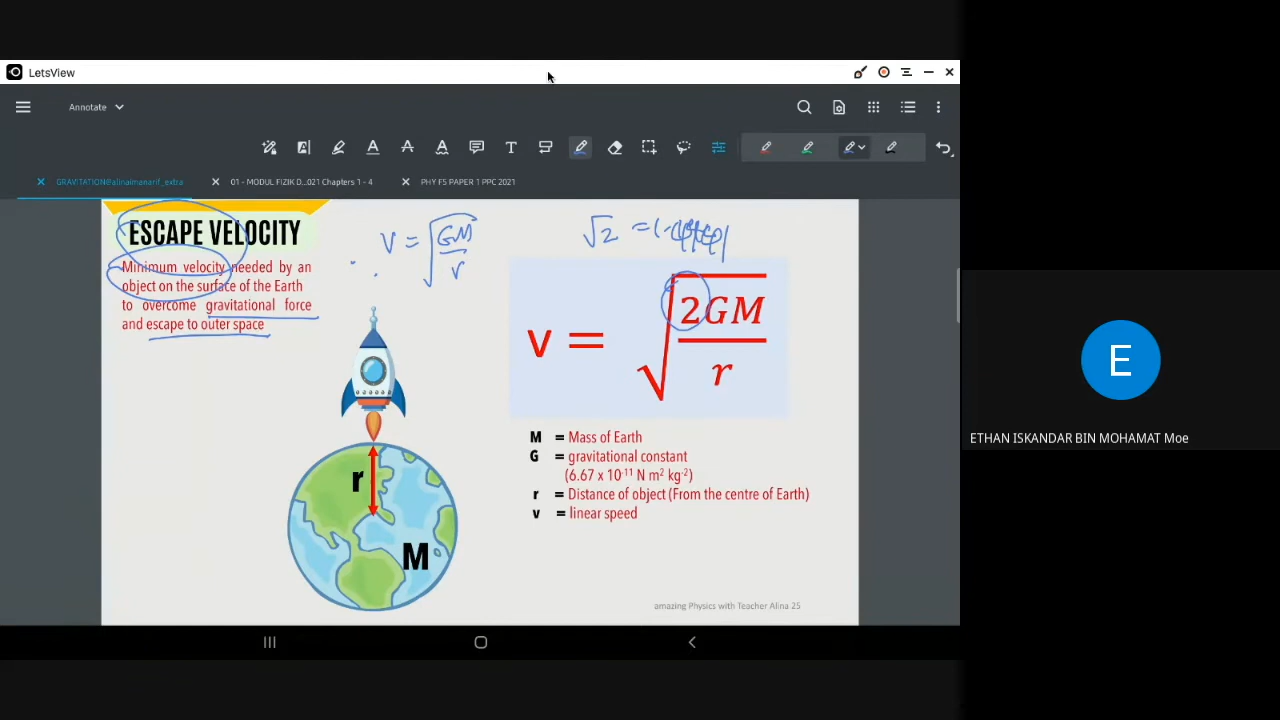 LetsView
Annotate
GRAVITATION@alinaimanarif_extra
01 - MODUL FIZIK D...021 Chapters 1 - 4
PHY F5 PAPER 1 PPC 2021
ESCAPE VELOCITY
Minimum velocity needed by an
object on the surface of the Earth
to overcome gravitational force
and escape to outer space
v = √GM/r
√2 =
v = √2GM/r
r
M
M = Mass of Earth
G = gravitational constant
(6.67 x 10⁻¹¹ N m² kg⁻²)
r = Distance of object (From the centre of Earth)
v = linear speed
amazing Physics with Teacher Alina 25
E
ETHAN ISKANDAR BIN MOHAMAT Moe